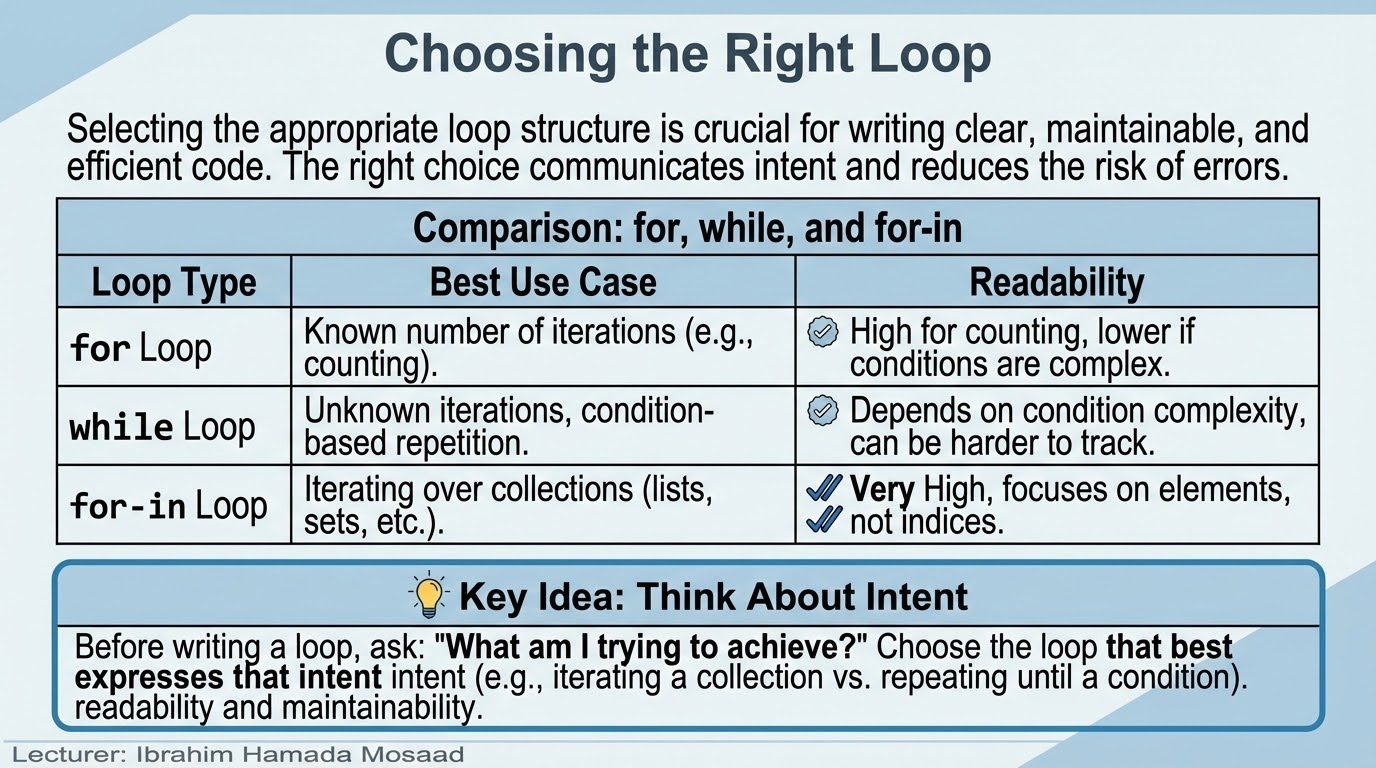 Choosing the Right Loop
Selecting the appropriate loop structure is crucial for writing clear, maintainable, and
efficient code. The right choice communicates intent and reduces the risk of errors.
Comparison: for, while, and for-in
Loop Type
Best Use Case
Readability
for Loop
Known number of iterations (e.g.,
counting).
High for counting, lower if
conditions are complex.
while Loop
Unknown iterations, condition-
based repetition.
Depends on condition complexity,
can be harder to track.
for-in Loop
Iterating over collections (lists,
sets, etc.).
Very High, focuses on elements,
not indices.
Key Idea: Think About Intent
Before writing a loop, ask: "What am I trying to achieve?" Choose the loop that best
expresses that intent intent (e.g., iterating a collection vs. repeating until a condition).
readability and maintainability.
Lecturer: Ibrahim Hamada Mosaad